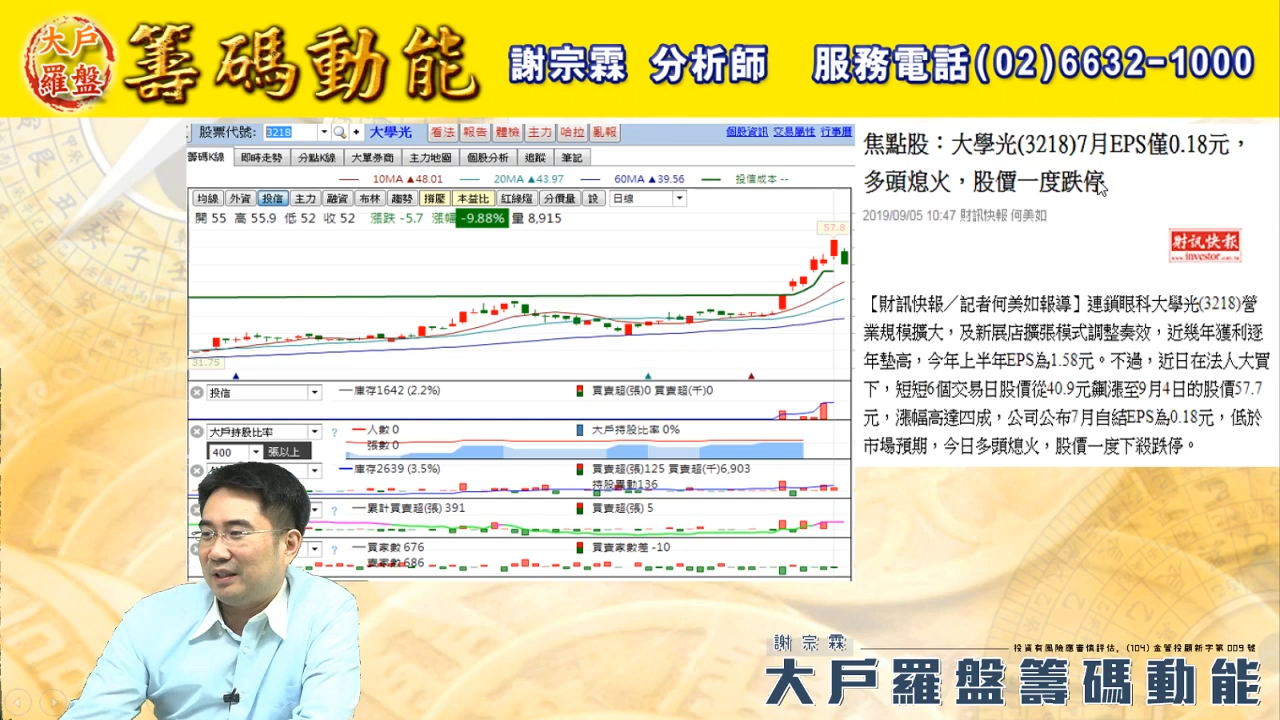 大戶
羅盤
籌碼動能
謝宗霖 分析師 服務電話(02)6632-1000
股票代號: 3218 大學光 看法 報告 體檢 主力 哈拉 亂報 個股資訊 交易屬性 行事曆
籌碼K線 即時走勢 分點K線 大單券商 主力地圖 個股分析 追蹤 筆記
10MA ▲48.01 20MA ▲43.97 60MA ▲39.56 投信成本 --
均線 外資 投信 主力 融資 布林 趨勢 撐壓 本益比 紅綠燈 分價量 設 日線
開 55 高 55.9 低 52 收 52 漲跌 -5.7 漲幅 -9.88% 量 8,915
57.8
31.75
投信 庫存1642 (2.2%) 買賣超(張)0 買賣超(千)0
大戶持股比率 ? 人數 0 大戶持股比率 0%
400 張以上 張數 0
庫存2639 (3.5%) 買賣超(張)125 買賣超(千)6,903
持股異動136
? 累計買賣超(張) 391 買賣超(張) 5
? 買家數 676 買賣家數差 -10
賣家數 686
焦點股：大學光(3218)7月EPS僅0.18元，
多頭熄火，股價一度跌停
2019/09/05 10:47 財訊快報 何美如
財訊快報
www.investor.com.tw
【財訊快報／記者何美如報導】連鎖眼科大學光(3218)營
業規模擴大，及新展店擴張模式調整奏效，近幾年獲利逐
年墊高，今年上半年EPS為1.58元。不過，近日在法人大買
下，短短6個交易日股價從40.9元飆漲至9月4日的股價57.7
元，漲幅高達四成，公司公布7月自結EPS為0.18元，低於
市場預期，今日多頭熄火，股價一度下殺跌停。
謝宗霖
投資有風險應審慎評估。(104) 金管投顧新字第 009 號
大戶羅盤籌碼動能